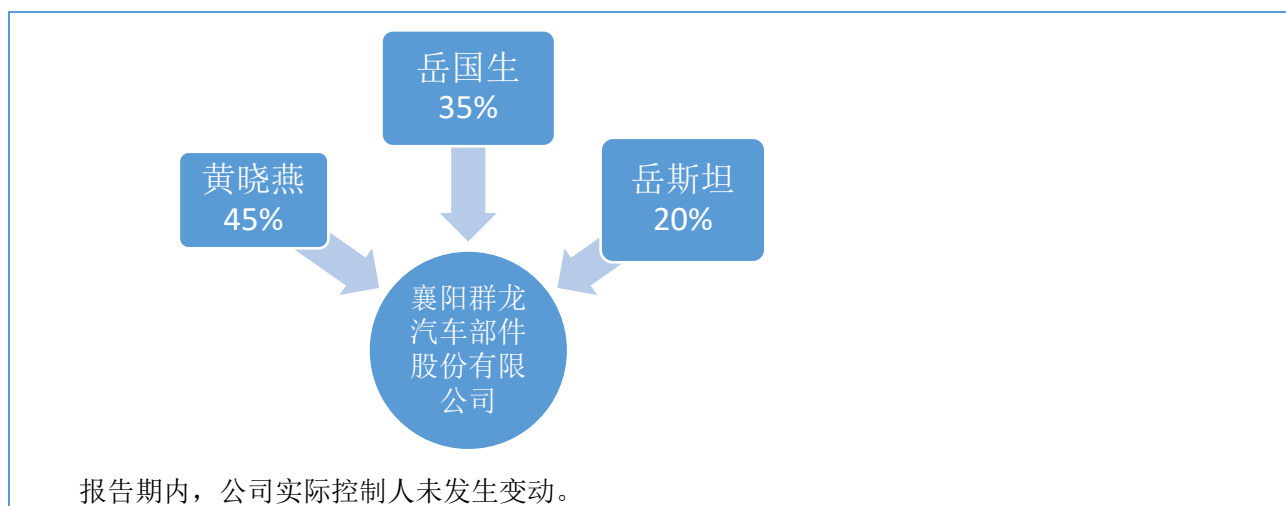 岳国生
35%
黄晓燕
45%
岳斯坦
20%
襄阳群龙
汽车部件
股份有限
公司
报告期内，公司实际控制人未发生变动。